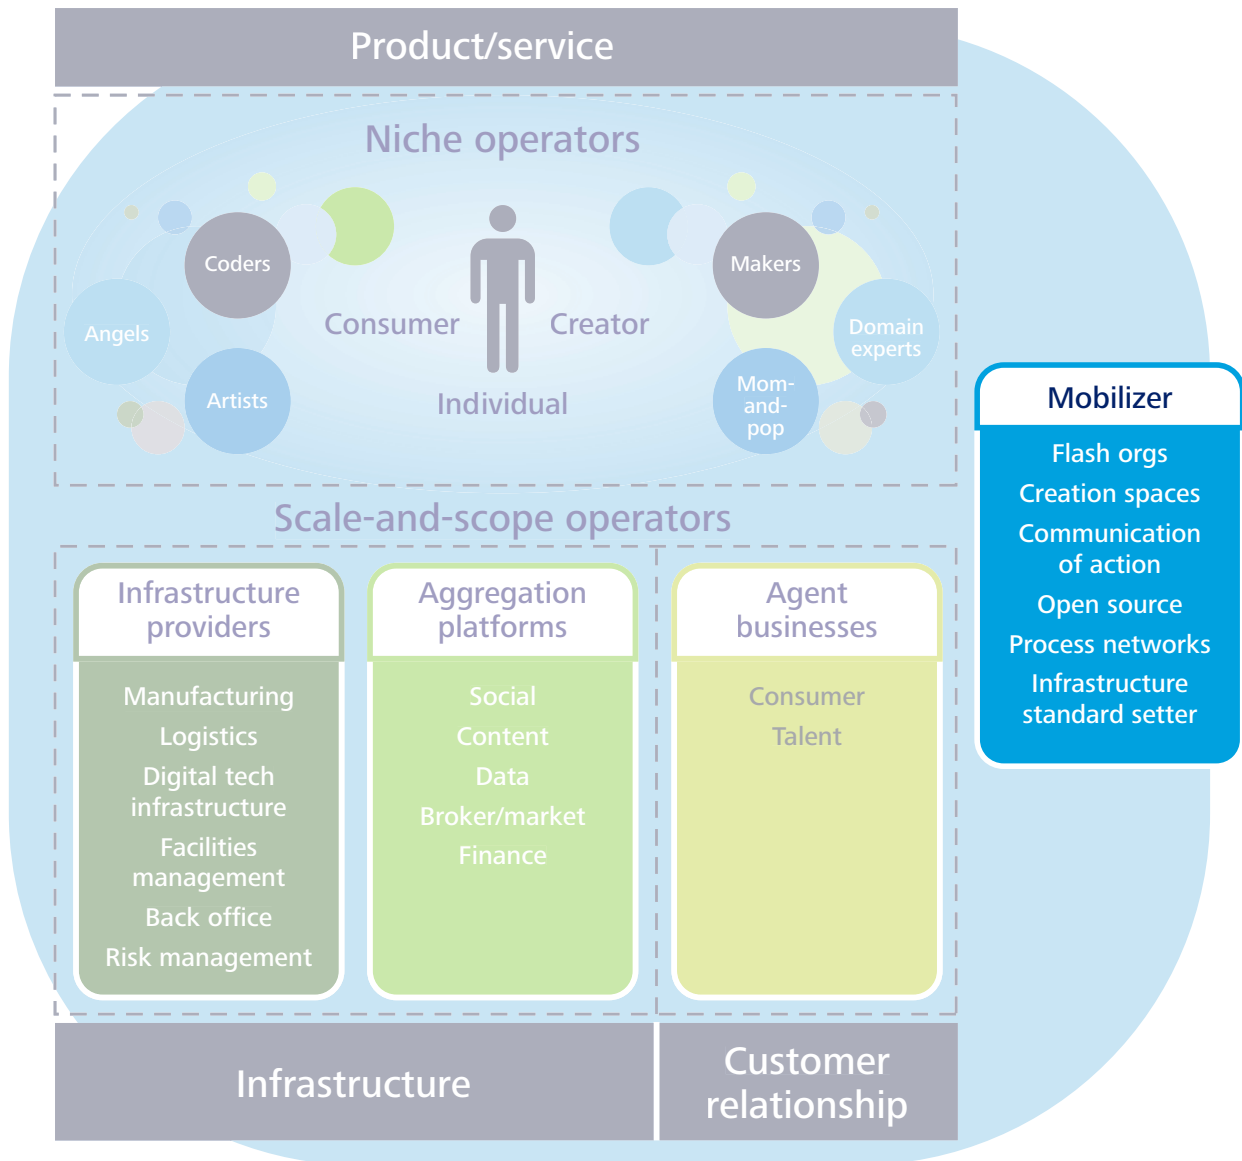 Product/service
Niche operators
Coders
Angels
Artists
Consumer
Creator
Individual
Makers
Domain
experts
Mom-
and-
pop
Mobilizer
Flash orgs
Creation spaces
Communication
of action
Open source
Process networks
Infrastructure
standard setter
Scale-and-scope operators
Infrastructure
providers
Manufacturing
Logistics
Digital tech
infrastructure
Facilities
management
Back office
Risk management
Aggregation
platforms
Social
Content
Data
Broker/market
Finance
Agent
businesses
Consumer
Talent
Infrastructure
Customer
relationship